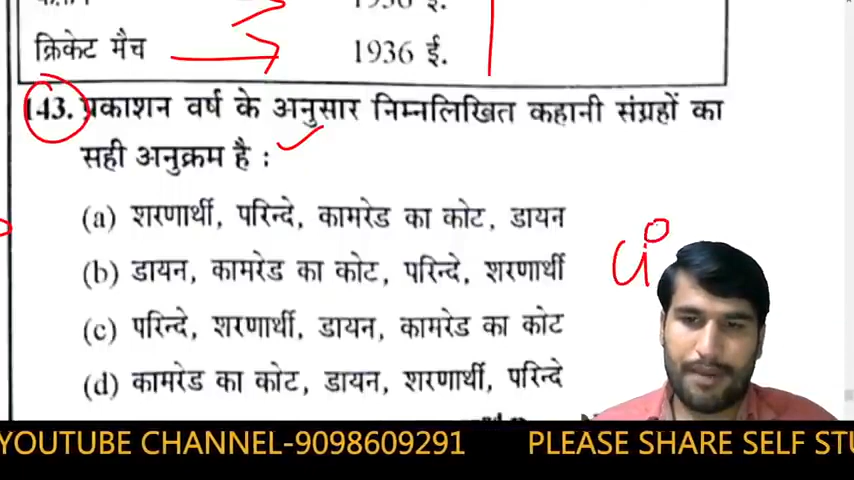 1936 ई.
क्रिकेट मैच 1936 ई.
143. प्रकाशन वर्ष के अनुसार निम्नलिखित कहानी संग्रहों का
सही अनुक्रम है :
(a) शरणार्थी, परिन्दे, कामरेड का कोट, डायन
(b) डायन, कामरेड का कोट, परिन्दे, शरणार्थी
(c) परिन्दे, शरणार्थी, डायन, कामरेड का कोट
(d) कामरेड का कोट, डायन, शरणार्थी, परिन्दे
YOUTUBE CHANNEL-9098609291 PLEASE SHARE SELF STU